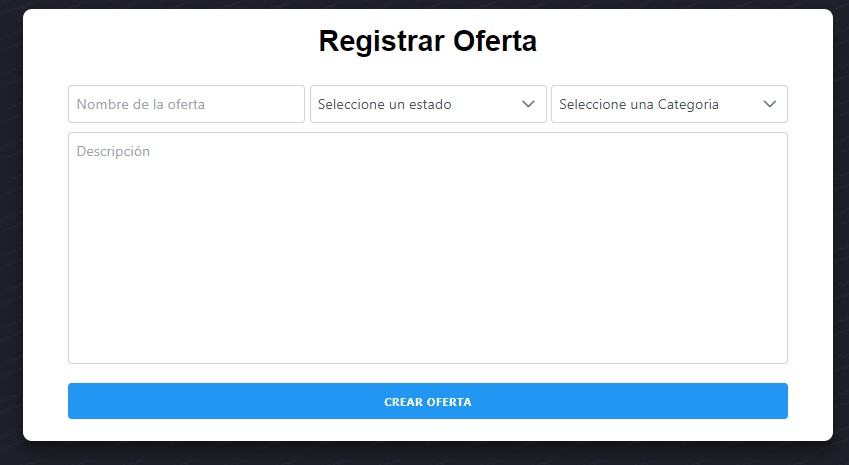 Registrar Oferta
Nombre de la oferta Seleccione un estado Seleccione una Categoria
Descripción
CREAR OFERTA